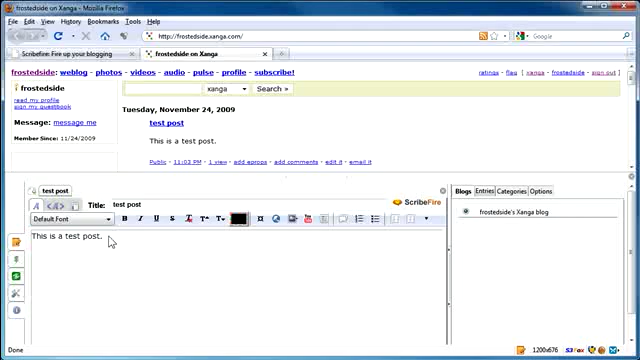 frostedside on Xanga - Mozilla Firefox
File Edit View History Bookmarks Tools Help
http://frostedside.xanga.com/
Google
Scribefire: Fire up your blogging
frostedside on Xanga
frostedside: weblog - photos - videos - audio - pulse - profile - subscribe!
ratings - flag [ xanga - frostedside - sign out ]
frostedside
read my profile
sign my guestbook
Message: message me
Member Since: 11/24/2009
xanga
Search »
Tuesday, November 24, 2009
test post
This is a test post.
Public - 11:03 PM - 1 view - add eprops - add comments - edit it - email it
test post
Title: test post
ScribeFire
Default Font
B I U S T T T
This is a test post.
Blogs Entries Categories Options
frostedside's Xanga blog
Done
1200x676
S3Fox